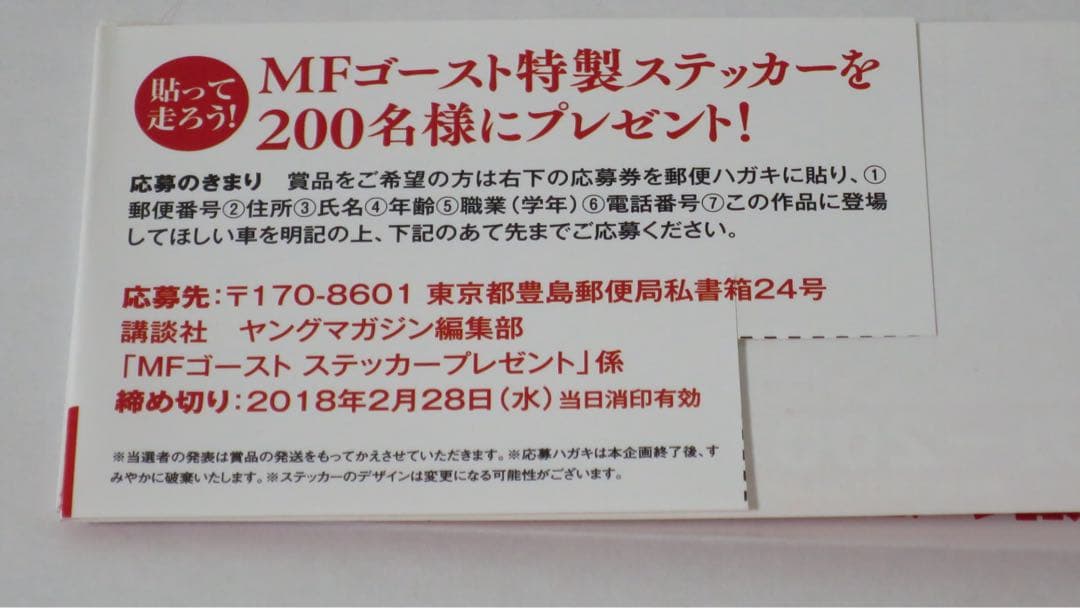 貼って
走ろう!
MFゴースト特製ステッカーを
200名様にプレゼント!
応募のきまり 賞品をご希望の方は右下の応募券を郵便ハガキに貼り、①
郵便番号②住所③氏名④年齢⑤職業(学年)⑥電話番号⑦この作品に登場
してほしい車を明記の上、下記のあて先までご応募ください。
応募先:〒170-8601 東京都豊島郵便局私書箱24号
講談社 ヤングマガジン編集部
「MFゴースト ステッカープレゼント」係
締め切り:2018年2月28日(水)当日消印有効
※当選者の発表は賞品の発送をもってかえさせていただきます。※応募ハガキは本企画終了後、す
みやかに破棄いたします。※ステッカーのデザインは変更になる可能性がございます。